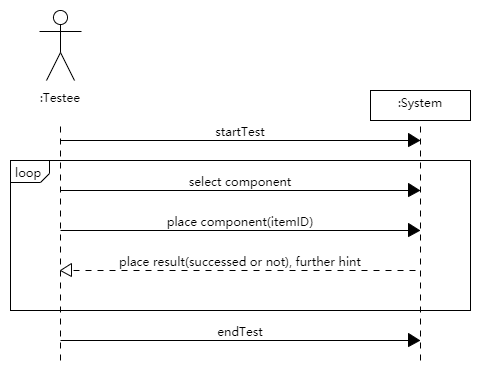 :Testee
:System
startTest
loop
select component
place component(itemID)
place result(successed or not), further hint
endTest